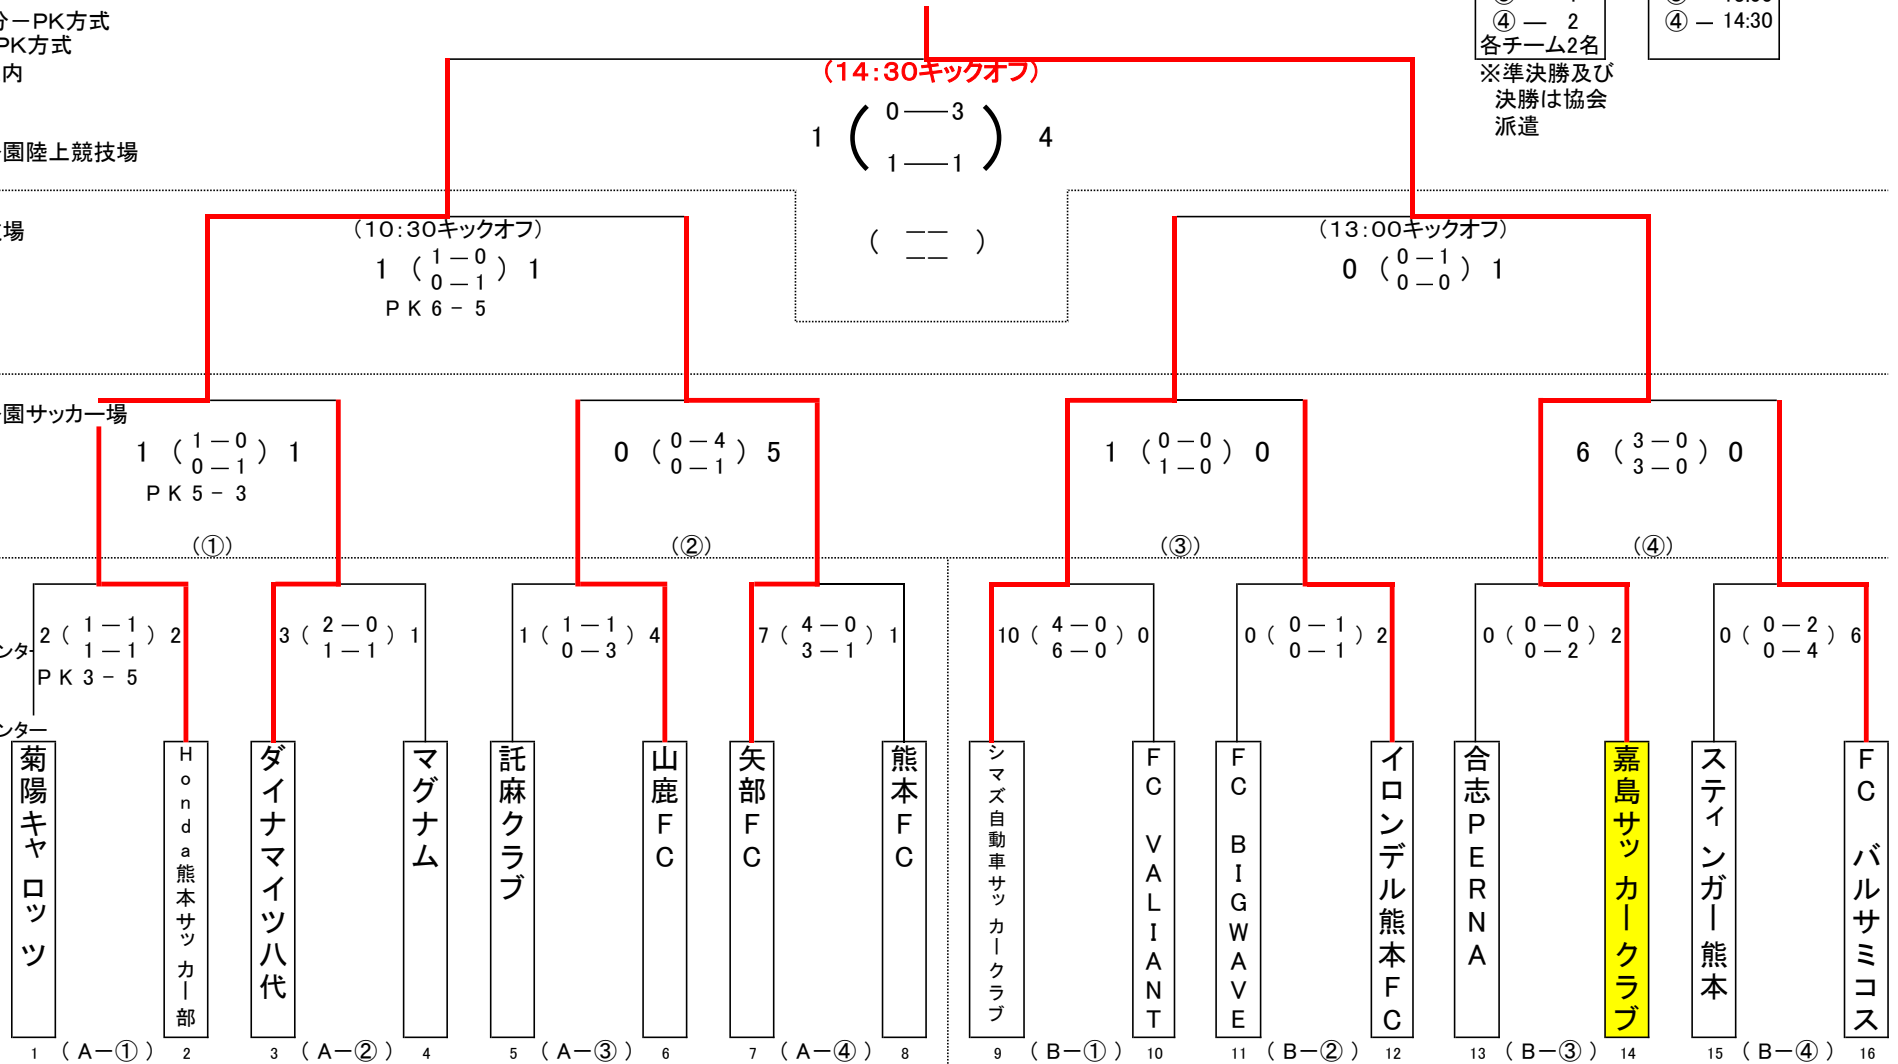 分－PK方式
PK方式
内
④ ― 2
各チーム2名
④ ― 14:30
※準決勝及び
決勝は協会
派遣
(14:30キックオフ)
0 ― 3
1 ( ) 4
1 ― 1
園陸上競技場
場
(10:30キックオフ)
1 ( 1 ― 0 ) 1
0 ― 1
PK 6 - 5
( ―― )
――
(13:00キックオフ)
0 ( 0 ― 1 ) 1
0 ― 0
園サッカー場
1 ( 1 ― 0 ) 1
0 ― 1
PK 5 - 3
0 ( 0 ― 4 ) 5
0 ― 1
1 ( 0 ― 0 ) 0
1 ― 0
6 ( 3 ― 0 ) 0
3 ― 0
(①) (②) (③) (④)
2 ( 1 ― 1 ) 2
1 ― 1
PK 3 - 5
3 ( 2 ― 0 ) 1
1 ― 1
1 ( 1 ― 1 ) 4
0 ― 3
7 ( 4 ― 0 ) 1
3 ― 1
10 ( 4 ― 0 ) 0
6 ― 0
0 ( 0 ― 1 ) 2
0 ― 1
0 ( 0 ― 0 ) 2
0 ― 2
0 ( 0 ― 2 ) 6
0 ― 4
ンター
ンター
菊陽キャロッツ
Honda熊本サッカー部
ダイナマイツ八代
マグナム
託麻クラブ
山鹿FC
矢部FC
熊本FC
シマズ自動車サッカークラブ
FC VALIANT
FC BIGWAVE
イロンデル熊本FC
合志PERNA
嘉島サッカークラブ
スティンガー熊本
FC バルサミコス
1 (A―①) 2 3 (A―②) 4 5 (A―③) 6 7 (A―④) 8 9 (B―①) 10 11 (B―②) 12 13 (B―③) 14 15 (B―④) 16